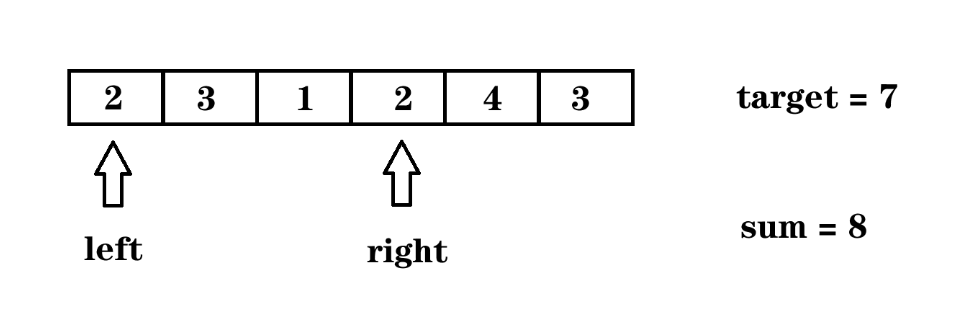 2 3 1 2 4 3 target = 7
left right sum = 8